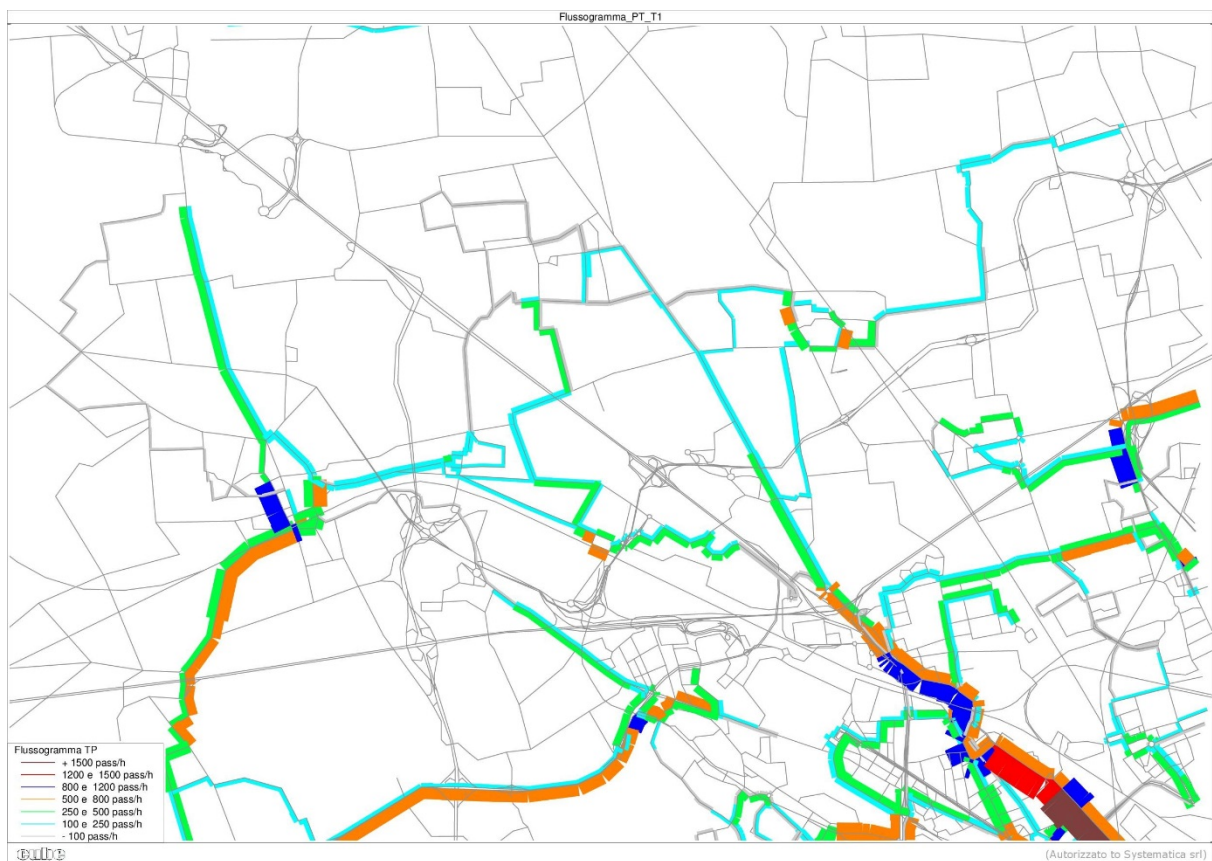 Flussogramma_PT_T1
Flussogramma TP
+ 1500 pass/h
1200 e 1500 pass/h
800 e 1200 pass/h
500 e 800 pass/h
250 e 500 pass/h
100 e 250 pass/h
- 100 pass/h
cube
(Autorizzato to Systematica srl)